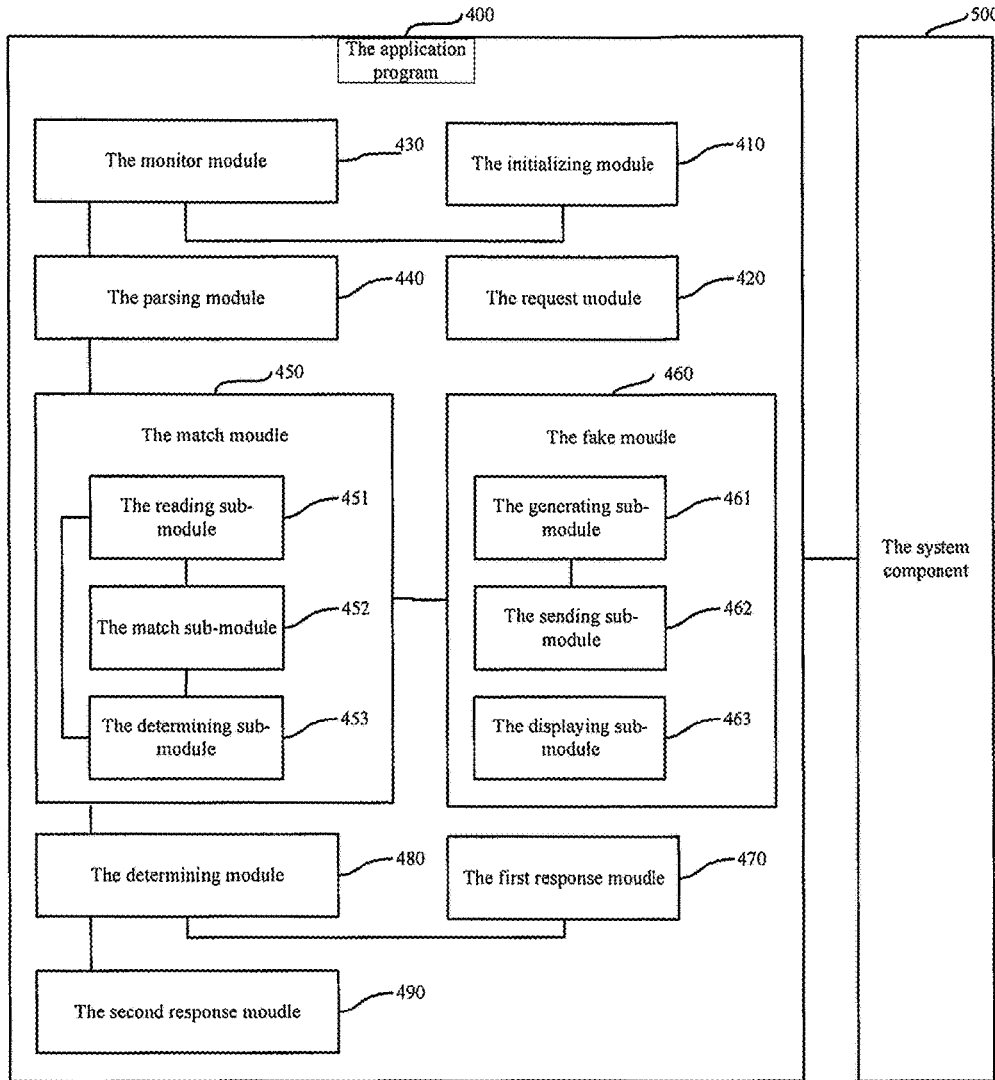 400
500
The application
program
The monitor module
430
The initializing module
410
The parsing module
440
The request module
420
450
460
The match moudle
The fake moudle
The reading sub-
module
451
The generating sub-
module
461
The match sub-module
452
The sending sub-
module
462
The determining sub-
module
453
The displaying sub-
module
463
The system
component
The determining module
480
The first response moudle
470
The second response moudle
490